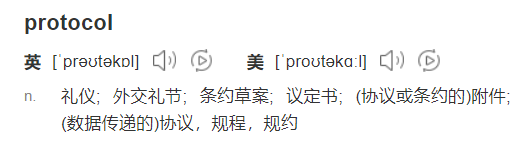 protocol
英 [ˈprəʊtəkɒl] 美 [ˈproʊtəkɑːl]
n. 礼仪；外交礼节；条约草案；议定书；(协议或条约的)附件；
(数据传递的)协议，规程，规约